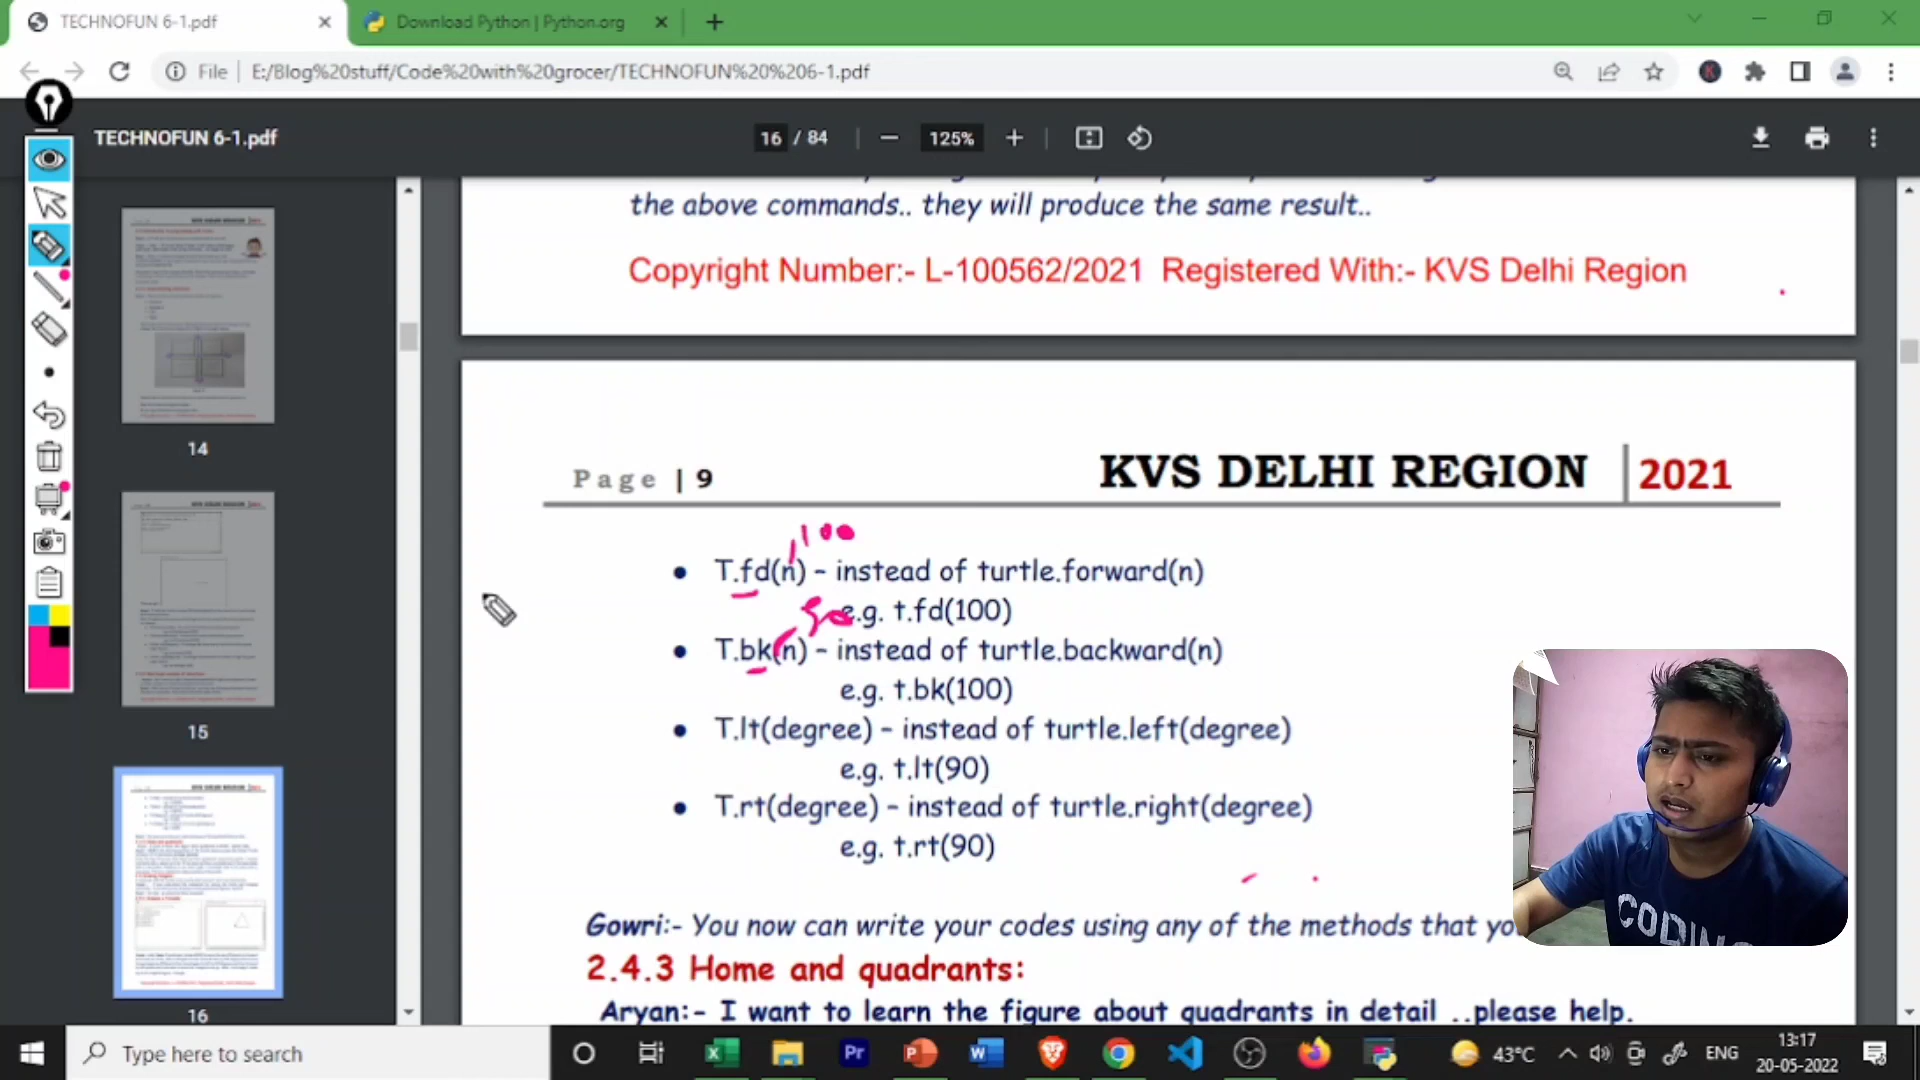 TECHNOFUN 6-1.pdf
Download Python | Python.org
File | E:/Blog%20stuff/Code%20with%20grocer/TECHNOFUN%20%206-1.pdf
TECHNOFUN 6-1.pdf
16 / 84
125%
the above commands.. they will produce the same result..
Copyright Number:- L-100562/2021 Registered With:- KVS Delhi Region
14
15
16
Page | 9
KVS DELHI REGION 2021
100
• T.fd(n) – instead of turtle.forward(n)
50
e.g. t.fd(100)
• T.bk(n) – instead of turtle.backward(n)
e.g. t.bk(100)
• T.lt(degree) – instead of turtle.left(degree)
e.g. t.lt(90)
• T.rt(degree) – instead of turtle.right(degree)
e.g. t.rt(90)
Gowri:- You now can write your codes using any of the methods that
2.4.3 Home and quadrants:
Aryan:- I want to learn the figure about quadrants in detail ..please help.
CODING
Type here to search
Pr
43°C
ENG
13:17
20-05-2022